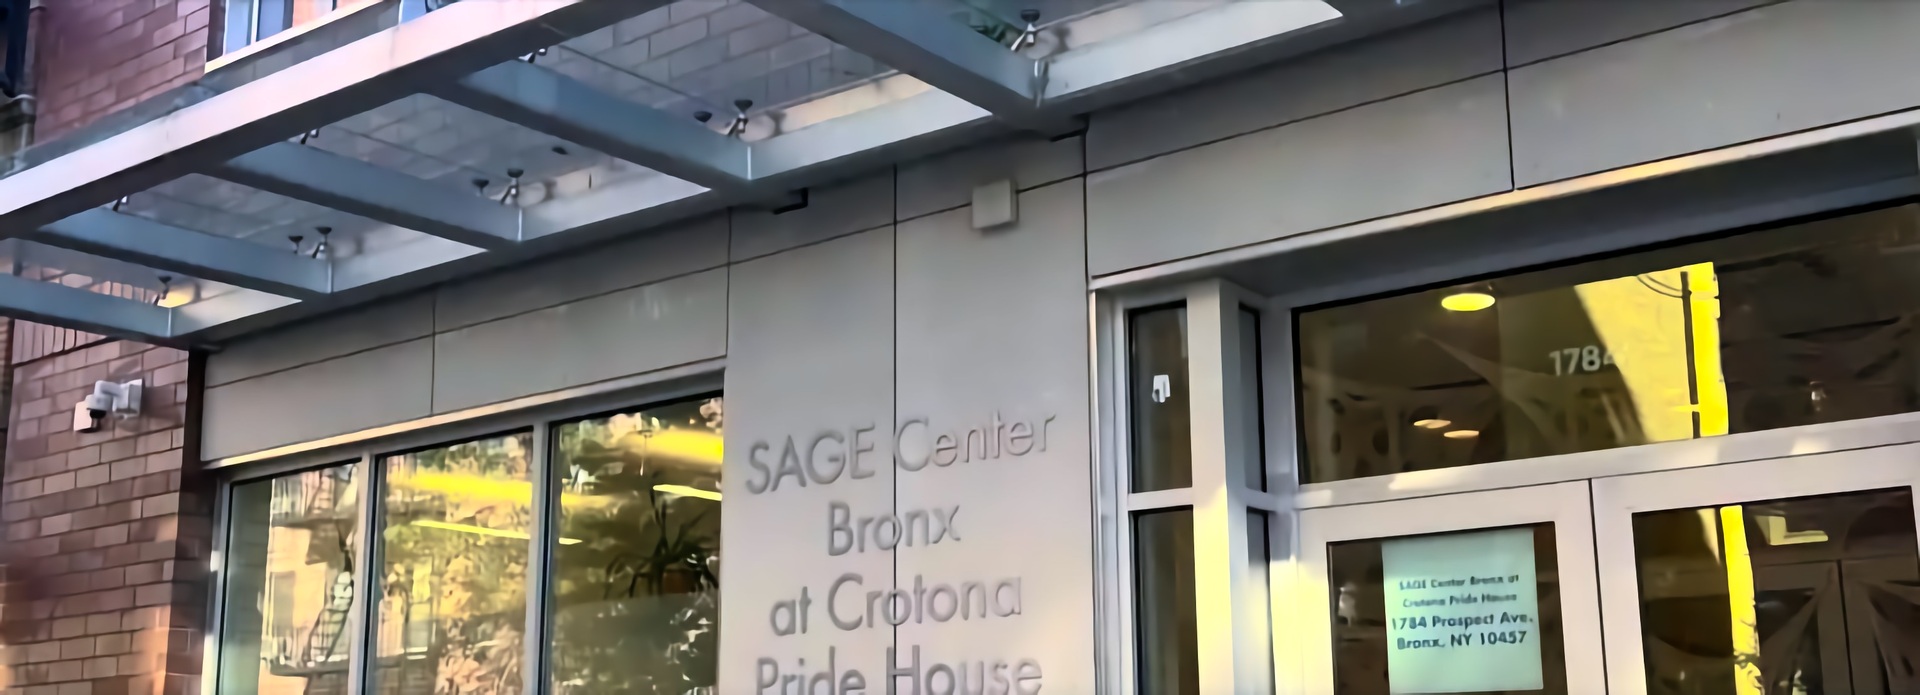 SAGE Center
Bronx
at Crotona
Pride House
1784
SAGE Center Bronx at
Crotona Pride House
1784 Prospect Ave.
Bronx, NY 10457